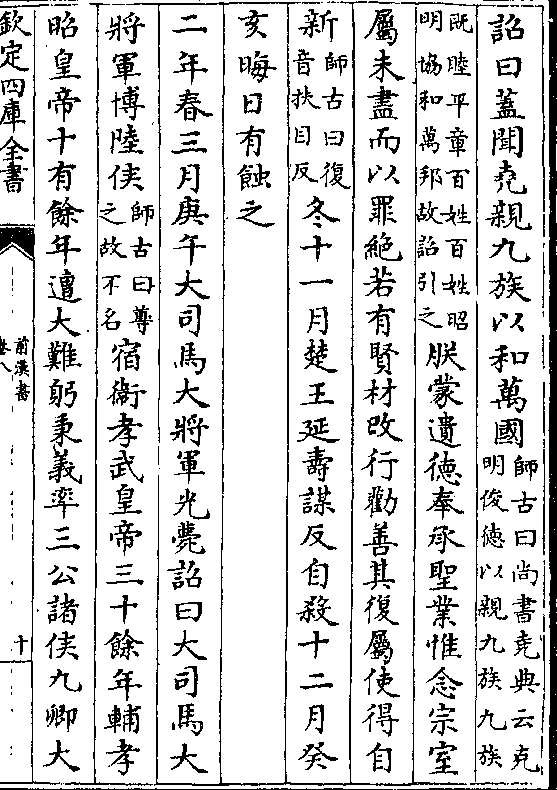 詔曰蓋聞堯親九族以和萬國師古曰尚書堯典云克明俊徳以親九族九族
既睦平章百姓百姓昭明協和萬邦故詔引之朕蒙遺徳奉承聖業惟念宗室
屬未盡而以罪絶若有賢材改行勸善其復屬使得自
新師古曰復音扶目反冬十一月楚王延壽謀反自殺十二月癸
亥晦日有蝕之
二年春三月庚午大司馬大將軍光薨詔曰大司馬大
將軍博陸侯師古曰尊之故不名宿衞孝武皇帝三十餘年輔孝
昭皇帝十有餘年遭大難躬秉義率三公諸侯九卿大
欽定四庫全書
前漢書
卷八
十